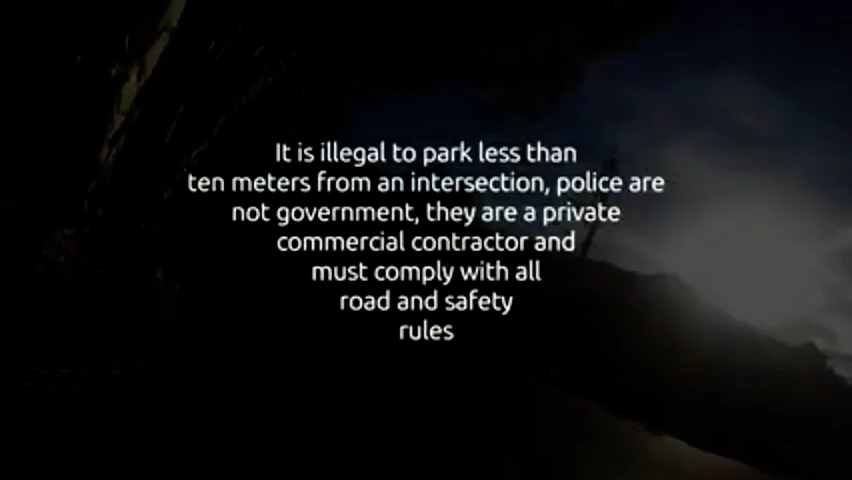 It is illegal to park less than
ten meters from an intersection, police are
not government, they are a private
commercial contractor and
must comply with all
road and safety
rules